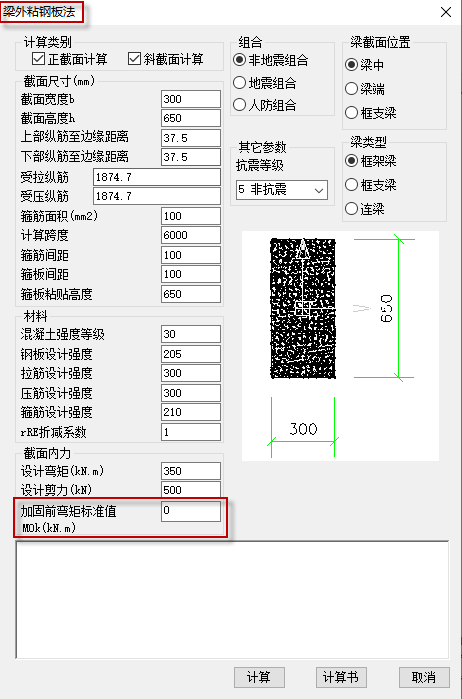 梁外粘钢板法
计算类别
正截面计算 斜截面计算
截面尺寸(mm)
截面宽度b 300
截面高度h 650
上部纵筋至边缘距离 37.5
下部纵筋至边缘距离 37.5
受拉纵筋 1874.7
受压纵筋 1874.7
箍筋面积(mm2) 100
计算跨度 6000
箍筋间距 100
箍板间距 100
箍板粘贴高度 650
材料
混凝土强度等级 30
钢板设计强度 205
拉筋设计强度 300
压筋设计强度 300
箍筋设计强度 210
rRE折减系数 1
截面内力
设计弯矩(kN.m) 350
设计剪力(kN) 500
加固前弯矩标准值 0
M0k(kN.m)
组合
非地震组合
地震组合
人防组合
其它参数
抗震等级
5 非抗震
梁截面位置
梁中
梁端
框支梁
梁类型
框架梁
框支梁
连梁
650
300
计算 计算书 取消